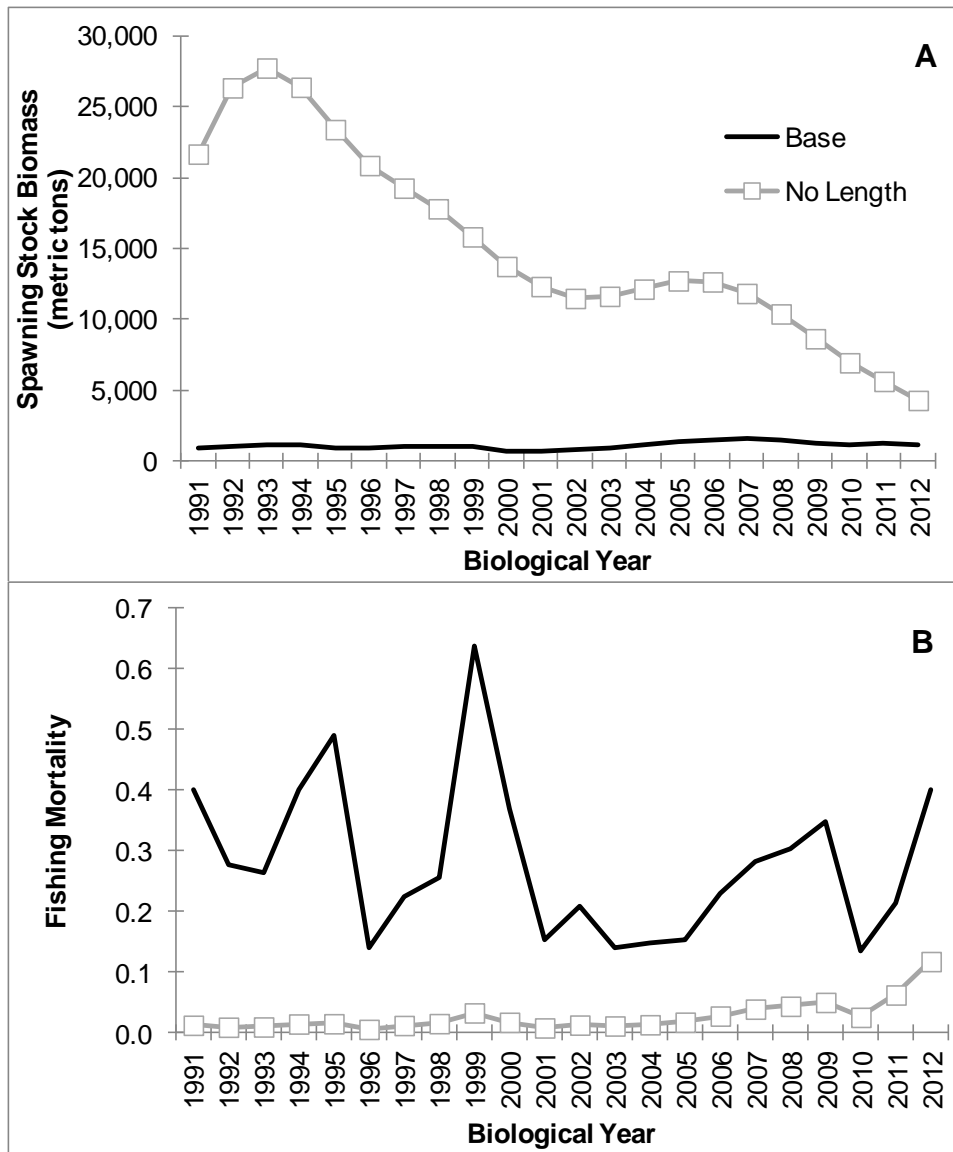 A
Spawning Stock Biomass
(metric tons)
30,000
25,000
20,000
15,000
10,000
5,000
0
Base
No Length
1991 1992 1993 1994 1995 1996 1997 1998 1999 2000 2001 2002 2003 2004 2005 2006 2007 2008 2009 2010 2011 2012
Biological Year
B
Fishing Mortality
0.7
0.6
0.5
0.4
0.3
0.2
0.1
0.0
1991 1992 1993 1994 1995 1996 1997 1998 1999 2000 2001 2002 2003 2004 2005 2006 2007 2008 2009 2010 2011 2012
Biological Year